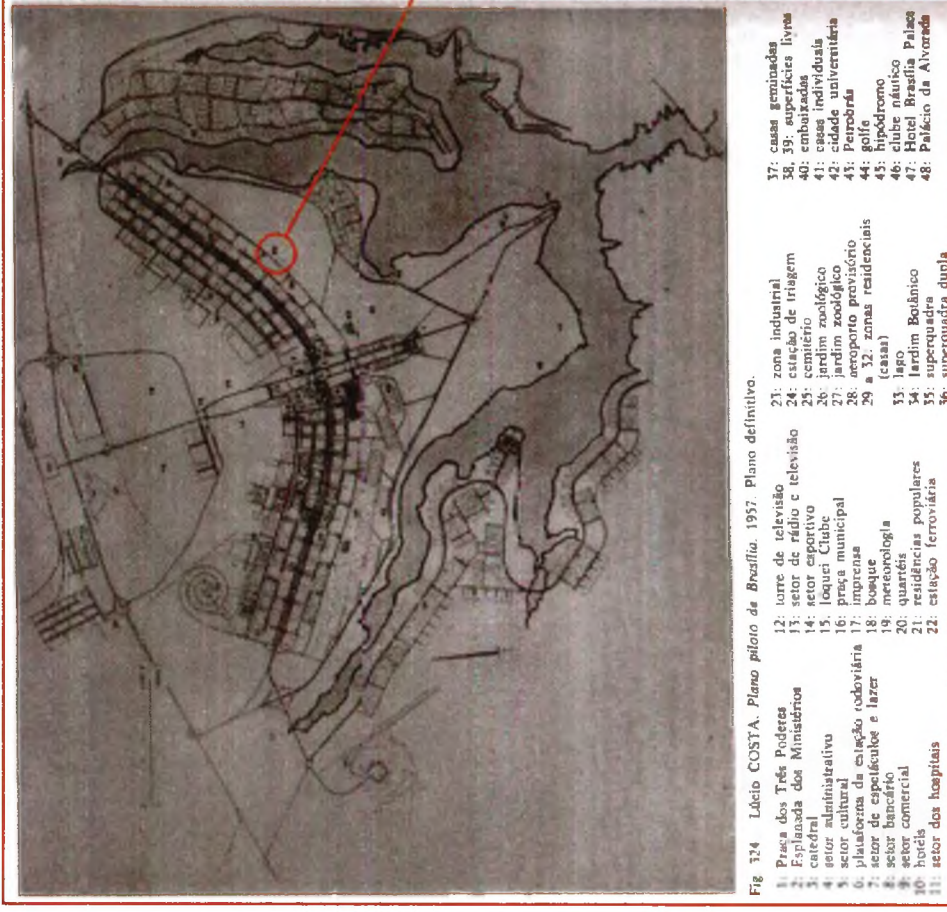 Fig 324 Lúcio COSTA. Plano piloto de Brasília. 1957. Plano definitivo.
1: Praça dos Três Poderes
2: Esplanada dos Ministérios
3: catedral
4: setor administrativo
5: setor cultural
6: plataforma da estação rodoviária
7: setor de espetáculos e lazer
8: setor bancário
9: setor comercial
10: hotéis
11: setor dos hospitais
12: torre de televisão
13: setor de rádio e televisão
14: setor esportivo
15. Jóquei Clube
16: praça municipal
17: imprensa
18: bosque
19: meteorologia
20: quartéis
21: residências populares
22: estação ferroviária
23: zona industrial
24: estação de triagem
25: cemitério
26: jardim zoológico
27: jardim zoológico
28: aeroporto provisório
29 a 32: zonas residenciais
(casas)
33: lago
34: Jardim Botânico
35: superquadra
36: superquadra dupla
37: casas geminadas
38, 39: superfícies livres
40: embaixadas
41: casas individuais
42: cidade universitária
43: Petrobrás
44: golfe
45: hipódromo
46: clube náutico
47: Hotel Brasília Palace
48: Palácio da Alvorada